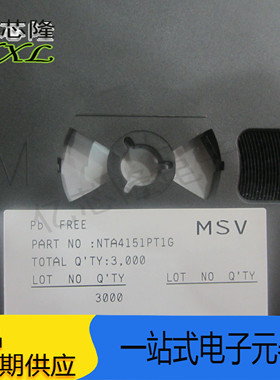 芯隆
XL
Pb FREE
MSV
PART NO :NTA4151PT1G
TOTAL Q'TY:3,000
LOT NO Q'TY LOT NO Q'TY
3000
期供应
一站式电子元